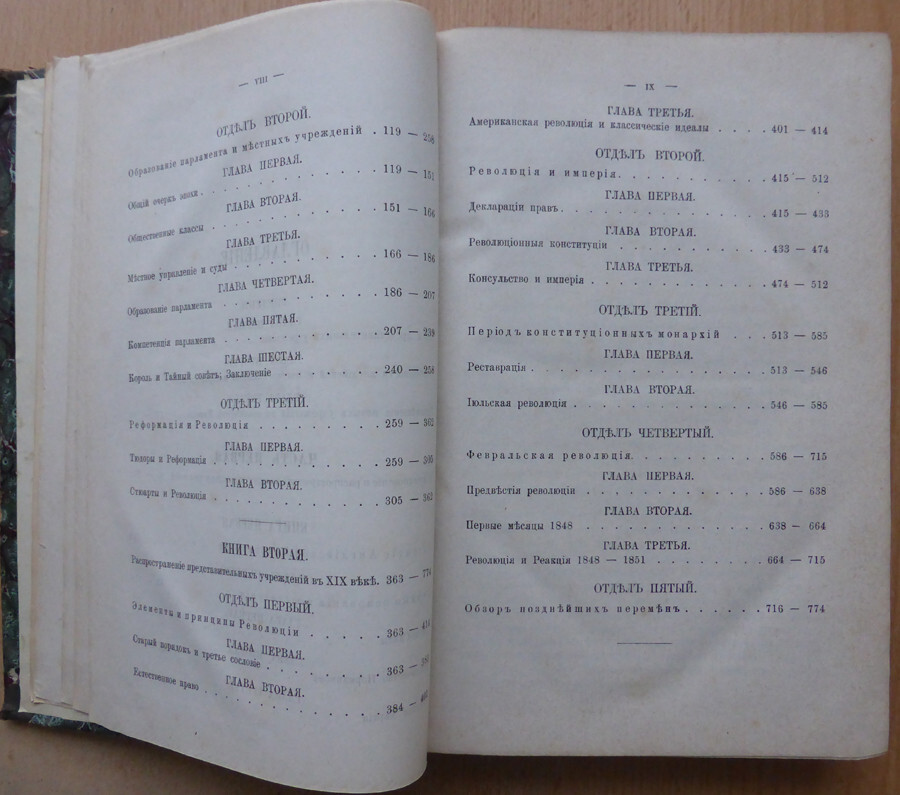 — VIII —
ОТДѢЛЪ ВТОРОЙ.
Образованіе парламента и мѣстныхъ учрежденій . 119 — 258
ГЛАВА ПЕРВАЯ.
Общій очеркъ эпохи . . . . . . . . . . . . 119 — 151
ГЛАВА ВТОРАЯ.
Общественные классы . . . . . . . . . . . . 151 — 166
ГЛАВА ТРЕТЬЯ.
Мѣстное управленіе и суды . . . . . . . . . . . 166 — 186
ГЛАВА ЧЕТВЕРТАЯ.
Образованіе парламента . . . . . . . . . . . . 186 — 207
ГЛАВА ПЯТАЯ.
Компетенція парламента . . . . . . . . . . . . 207 — 239
ГЛАВА ШЕСТАЯ.
Король и Тайный совѣтъ; Заключеніе . . . . . . . 240 — 258
ОТДѢЛЪ ТРЕТІЙ.
Реформація и Революція . . . . . . . . . . 259 — 362
ГЛАВА ПЕРВАЯ.
Тюдоры и Реформація . . . . . . . . . . . . 259 — 305
ГЛАВА ВТОРАЯ.
Стюарты и Революція . . . . . . . . . . . . 305 — 362
КНИГА ВТОРАЯ.
Распространеніе представительныхъ учрежденій въ XIX вѣкѣ. 363 — 774
ОТДѢЛЪ ПЕРВЫЙ.
Элементы и принципы Революціи . . . . . . 363 — 414
ГЛАВА ПЕРВАЯ.
Старый порядокъ и третье сословіе . . . . . . . . 363 —
ГЛАВА ВТОРАЯ.
Естественное право . . . . . . . . . . . . 384 —
— IX —
ГЛАВА ТРЕТЬЯ.
Американская революція и классическіе идеалы . . . . 401 — 414
ОТДѢЛЪ ВТОРОЙ.
Революція и имперія . . . . . . . . . . . 415 — 512
ГЛАВА ПЕРВАЯ.
Деклараціи правъ . . . . . . . . . . . . . . 415 — 433
ГЛАВА ВТОРАЯ.
Революціонныя конституціи . . . . . . . . . . . 433 — 474
ГЛАВА ТРЕТЬЯ.
Консульство и имперія . . . . . . . . . . . . . 474 — 512
ОТДѢЛЪ ТРЕТІЙ.
Періодъ конституціонныхъ монархій . . . 513 — 585
ГЛАВА ПЕРВАЯ.
Реставрація . . . . . . . . . . . . . . . . 513 — 546
ГЛАВА ВТОРАЯ.
Іюльская революція . . . . . . . . . . . . . . 546 — 585
ОТДѢЛЪ ЧЕТВЕРТЫЙ.
Февральская революція . . . . . . . . . . 586 — 715
ГЛАВА ПЕРВАЯ.
Предвѣстія революціи . . . . . . . . . . . . . 586 — 638
ГЛАВА ВТОРАЯ.
Первые мѣсяцы 1848 . . . . . . . . . . . . . 638 — 664
ГЛАВА ТРЕТЬЯ.
Революція и Реакція 1848 — 1851 . . . . . . . . . 664 — 715
ОТДѢЛЪ ПЯТЫЙ.
Обзоръ позднѣйшихъ перемѣнъ . . . . . . . 716 — 774